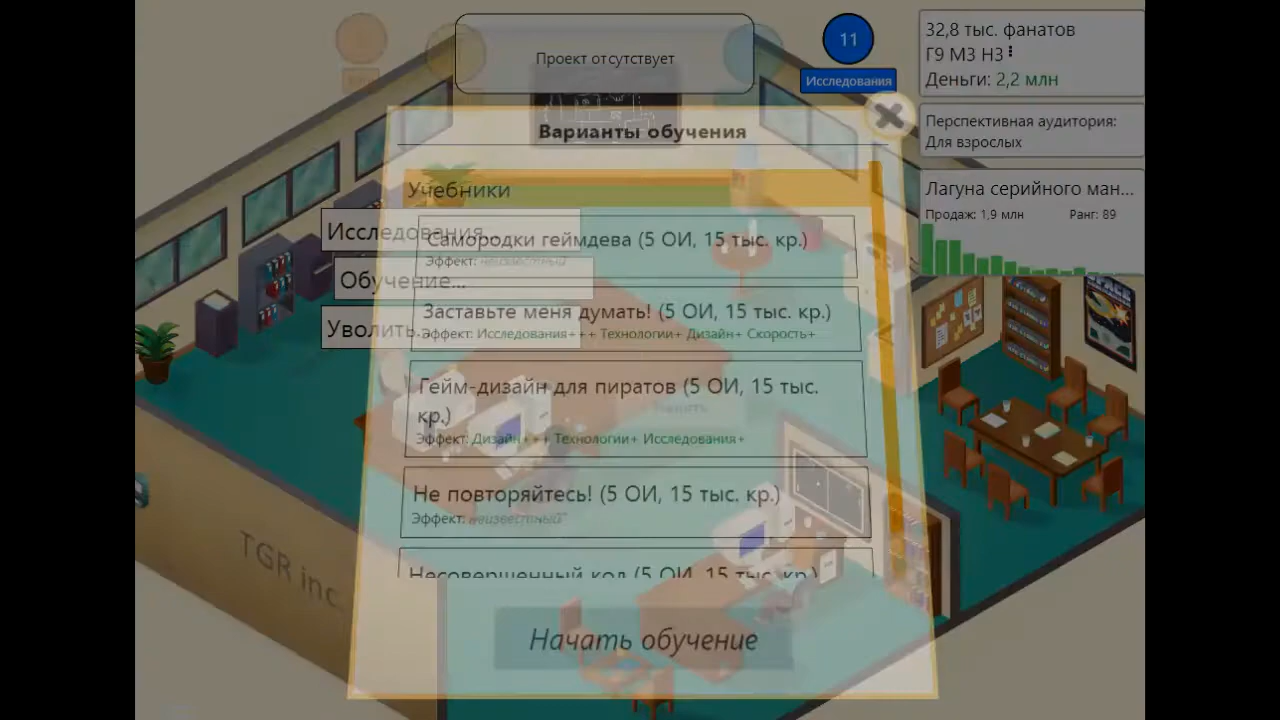 Проект отсутствует
11
Исследования
32,8 тыс. фанатов
Г9 М3 Н3
Деньги: 2,2 млн
Перспективная аудитория:
Для взрослых
Лагуна серийного ман...
Продаж: 1,9 млн Ранг: 89
Варианты обучения
Учебники
Исследования...
Обучение...
Уволить...
Самородки геймдева (5 ОИ, 15 тыс. кр.)
Эффект: неизвестный
Заставьте меня думать! (5 ОИ, 15 тыс. кр.)
Эффект: Исследования+++ Технологии+ Дизайн+ Скорость+
Гейм-дизайн для пиратов (5 ОИ, 15 тыс.
кр.)
Эффект: Дизайн+++ Технологии+ Исследования+
Не повторяйтесь! (5 ОИ, 15 тыс. кр.)
Эффект: неизвестный
Несовершенный код (5 ОИ, 15 тыс. кр.)
Начать обучение
TGR inc.
SPACE